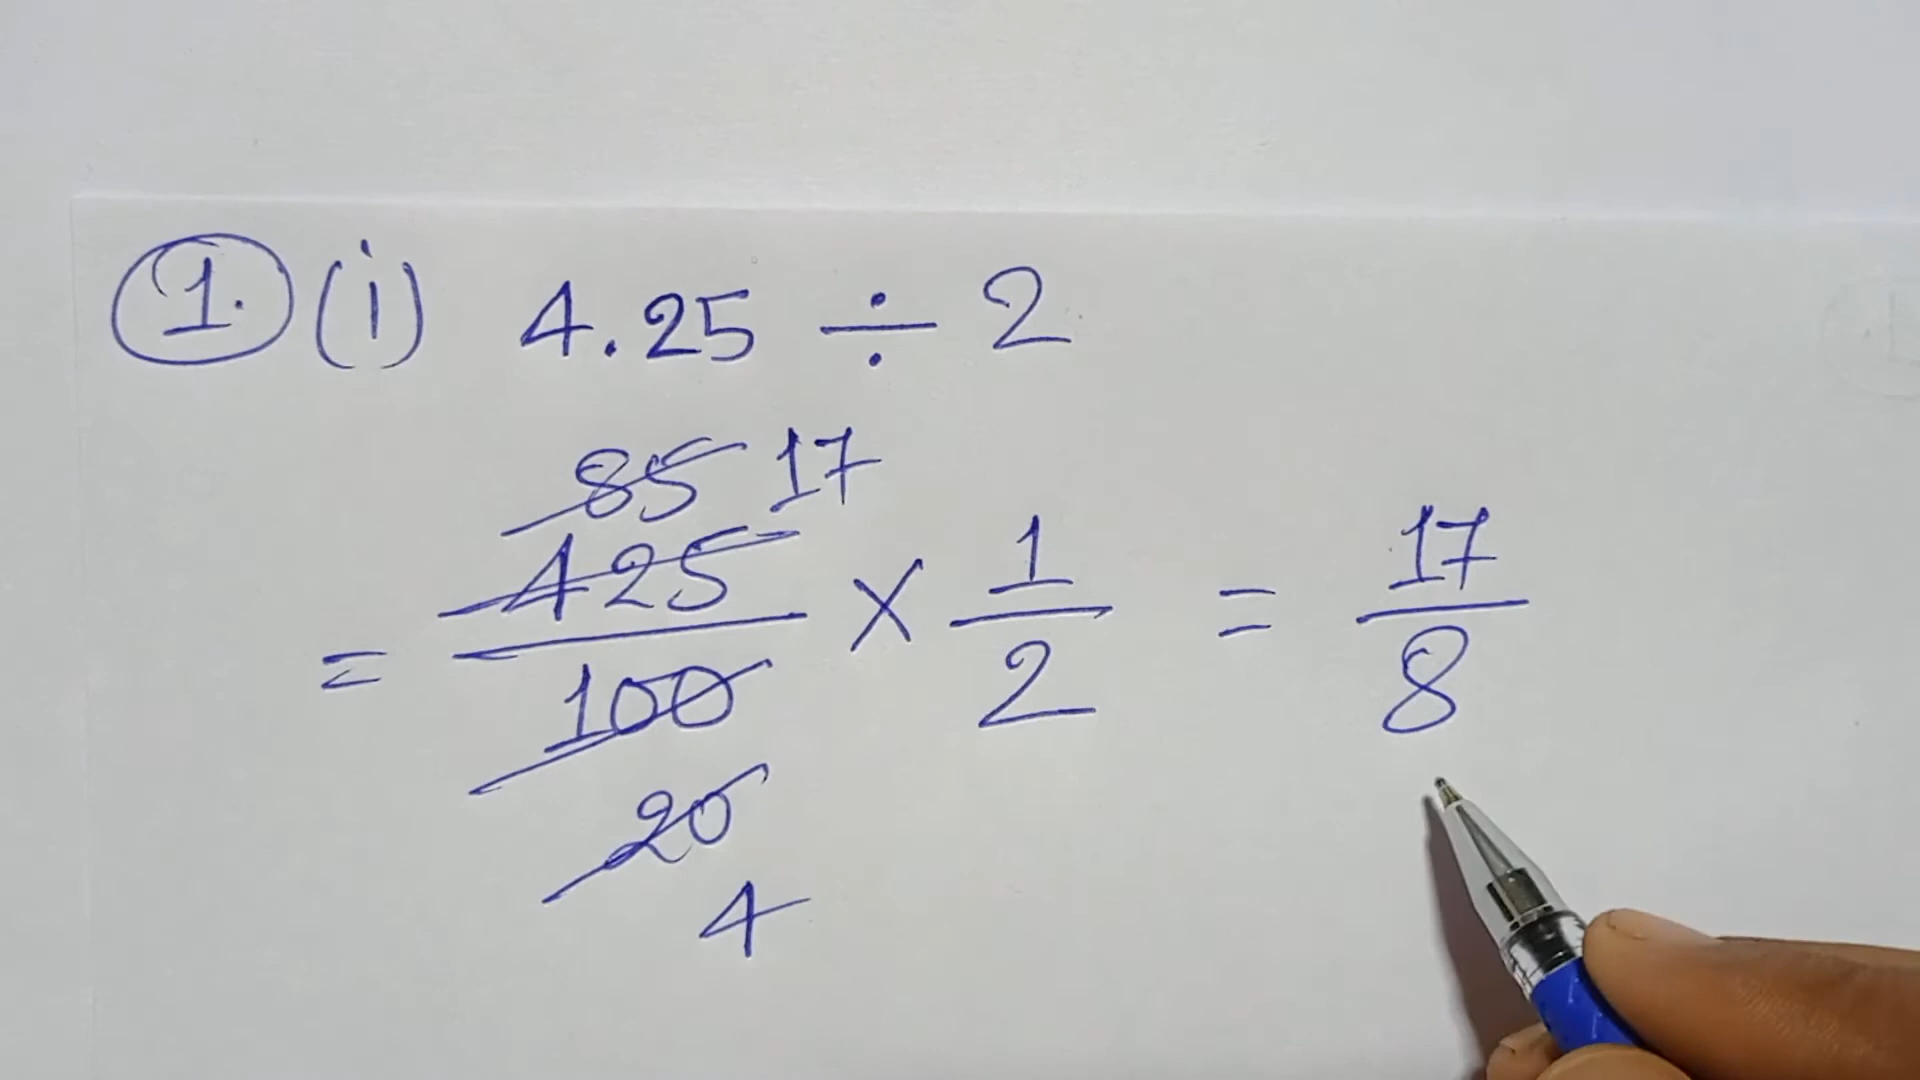 1. (i) 4.25 ÷ 2
85 17
= 425/100 × 1/2 = 17/8
20
4